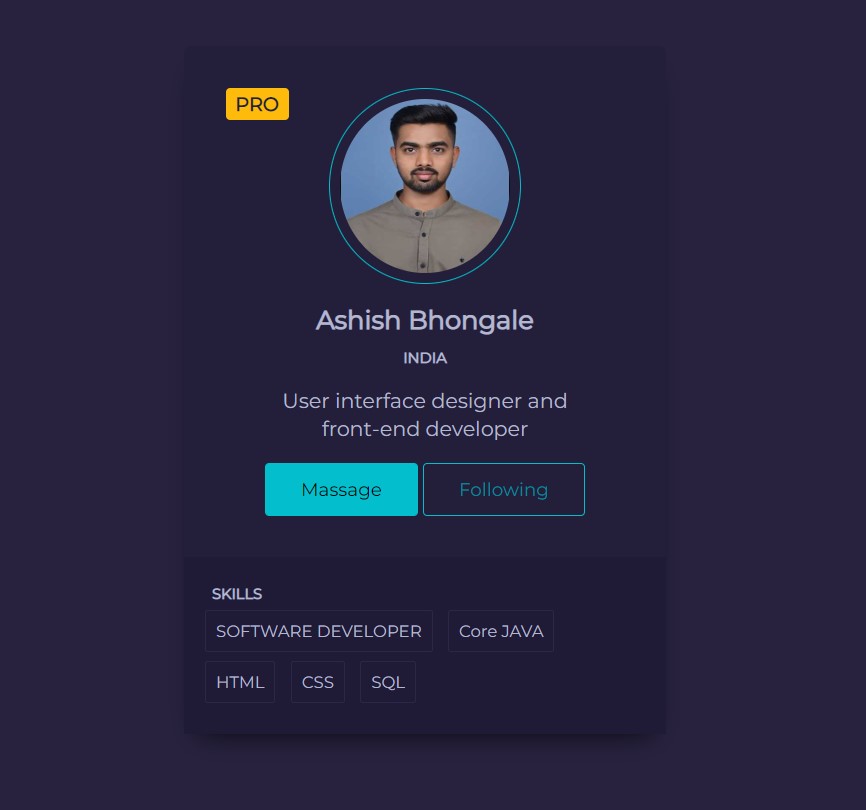 PRO
Ashish Bhongale
INDIA
User interface designer and
front-end developer
Massage Following
SKILLS
SOFTWARE DEVELOPER Core JAVA
HTML CSS SQL